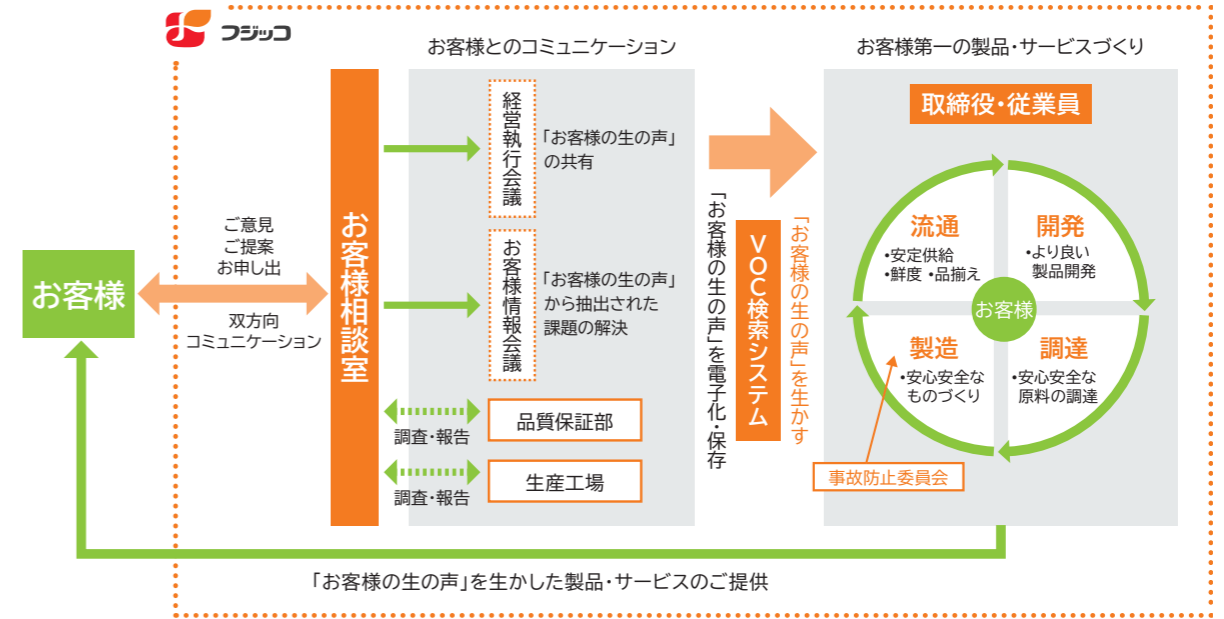 フジッコ
お客様とのコミュニケーション
お客様第一の製品・サービスづくり
お客様
ご意見
ご提案
お申し出
双方向
コミュニケーション
お客様相談室
経営執行会議
「お客様の生の声」
の共有
お客様情報会議
「お客様の生の声」
から抽出された
課題の解決
調査・報告
品質保証部
調査・報告
生産工場
「お客様の生の声」を電子化・保存
VOC検索システム
「お客様の生の声」を生かす
取締役・従業員
流通
・安定供給
・鮮度 ・品揃え
開発
・より良い
製品開発
お客様
製造
・安心安全な
ものづくり
調達
・安心安全な
原料の調達
事故防止委員会
「お客様の生の声」を生かした製品・サービスのご提供